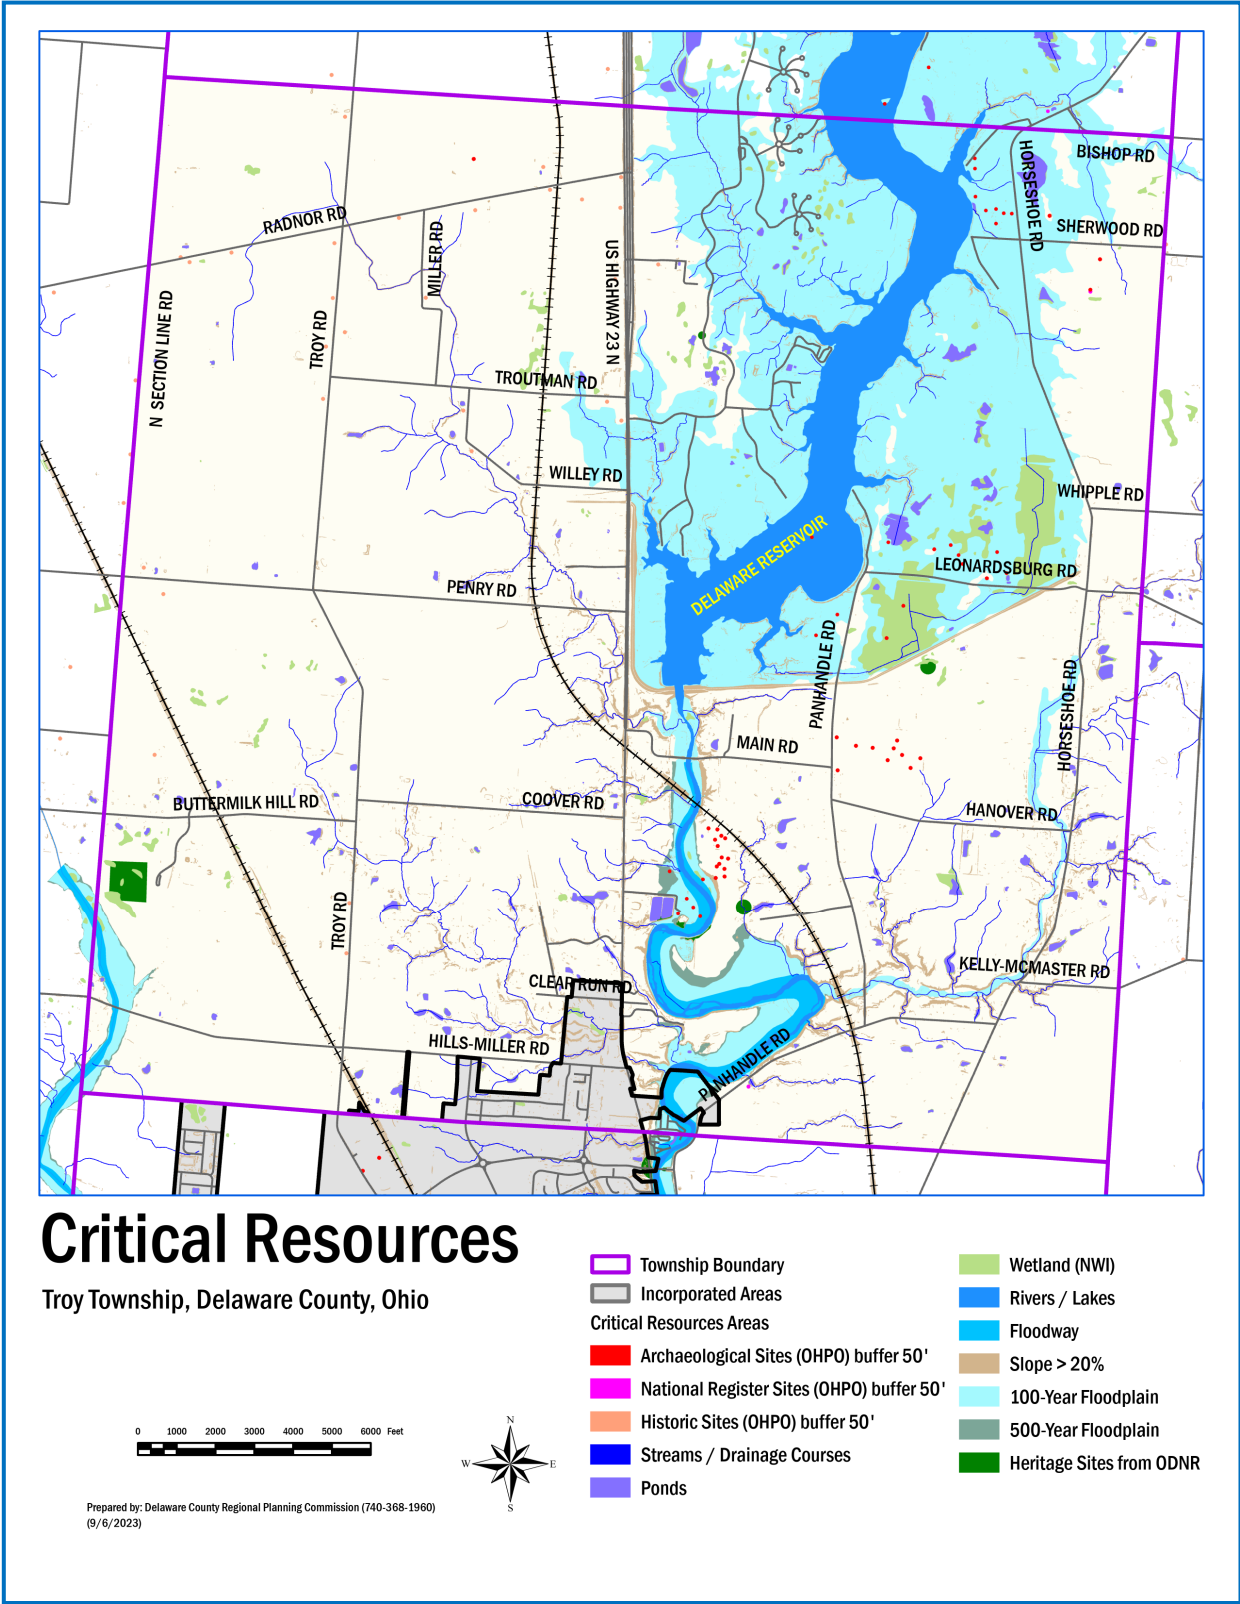 BISHOP RD
HORSESHOE RD
RADNOR RD
MILLER RD
SHERWOOD RD
US HIGHWAY 23 N
N SECTION LINE RD
TROY RD
TROUTMAN RD
WILLEY RD
WHIPPLE RD
DELAWARE RESERVOIR
LEONARDSBURG RD
PENRY RD
PANHANDLE RD
HORSESHOE RD
MAIN RD
BUTTERMILK HILL RD
COOVER RD
HANOVER RD
TROY RD
KELLY-MCMASTER RD
CLEAR RUN RD
HILLS-MILLER RD
PANHANDLE RD
Critical Resources
Troy Township, Delaware County, Ohio
Township Boundary
Incorporated Areas
Critical Resources Areas
Archaeological Sites (OHPO) buffer 50'
National Register Sites (OHPO) buffer 50'
Historic Sites (OHPO) buffer 50'
Streams / Drainage Courses
Ponds
Wetland (NWI)
Rivers / Lakes
Floodway
Slope > 20%
100-Year Floodplain
500-Year Floodplain
Heritage Sites from ODNR
0 1000 2000 3000 4000 5000 6000 Feet
N
W E
S
Prepared by: Delaware County Regional Planning Commission (740-368-1960)
(9/6/2023)